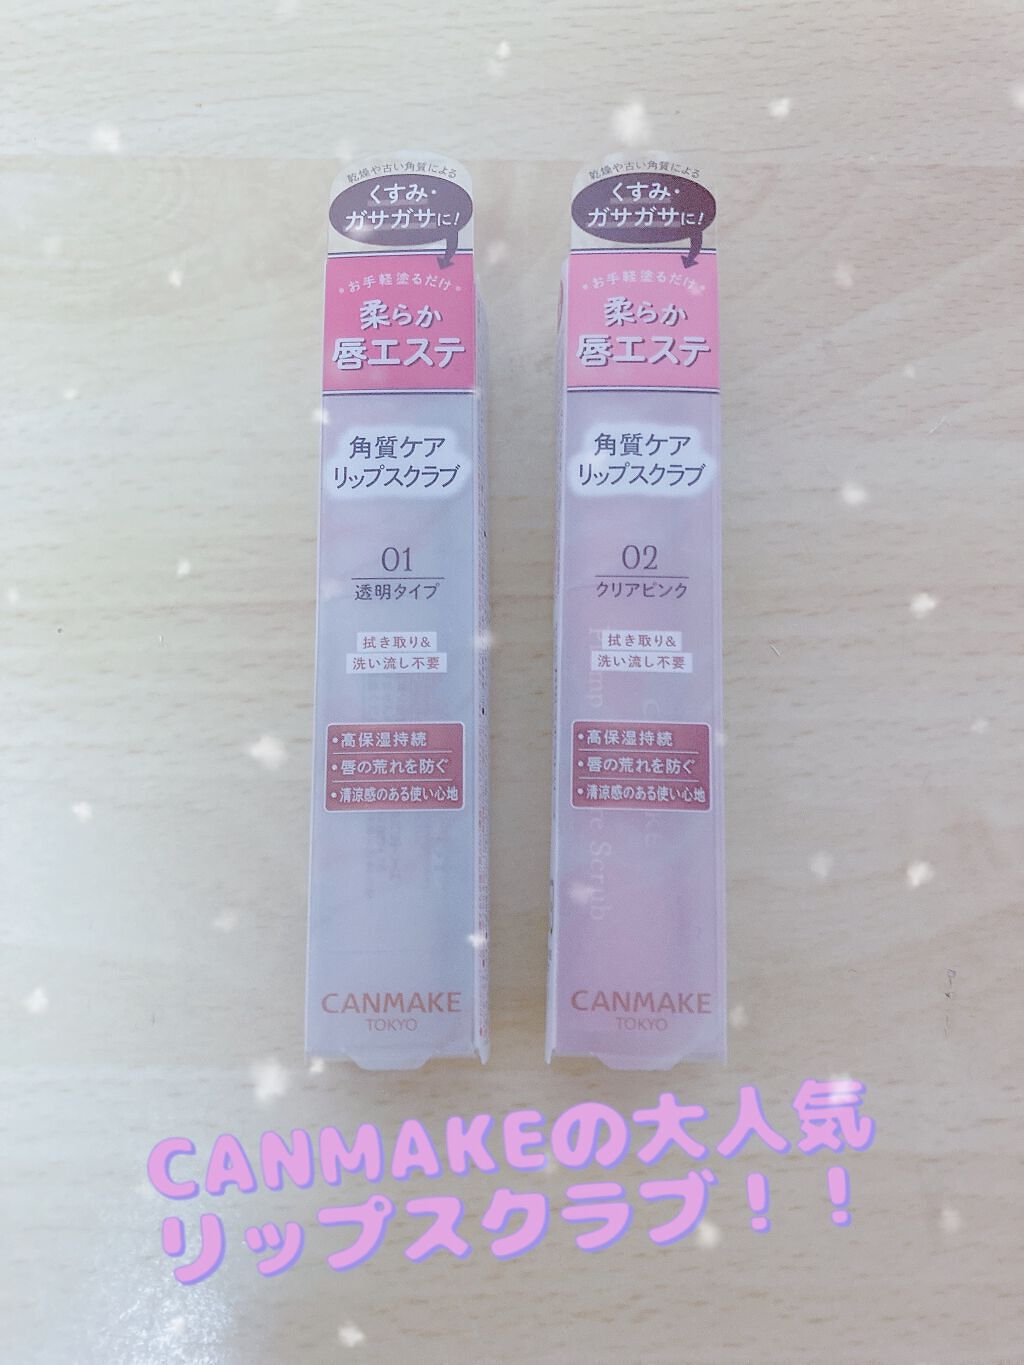 乾燥や古い角質による
くすみ・
ガサガサに!
お手軽塗るだけ
柔らか
唇エステ
角質ケア
リップスクラブ
01
透明タイプ
拭き取り&
洗い流し不要
・高保湿持続
・唇の荒れを防ぐ
・清涼感のある使い心地
CANMAKE
TOKYO
乾燥や古い角質による
くすみ・
ガサガサに!
お手軽塗るだけ
柔らか
唇エステ
角質ケア
リップスクラブ
02
クリアピンク
拭き取り&
洗い流し不要
・高保湿持続
・唇の荒れを防ぐ
・清涼感のある使い心地
CANMAKE
TOKYO
CANMAKEの大人気
リップスクラブ！！